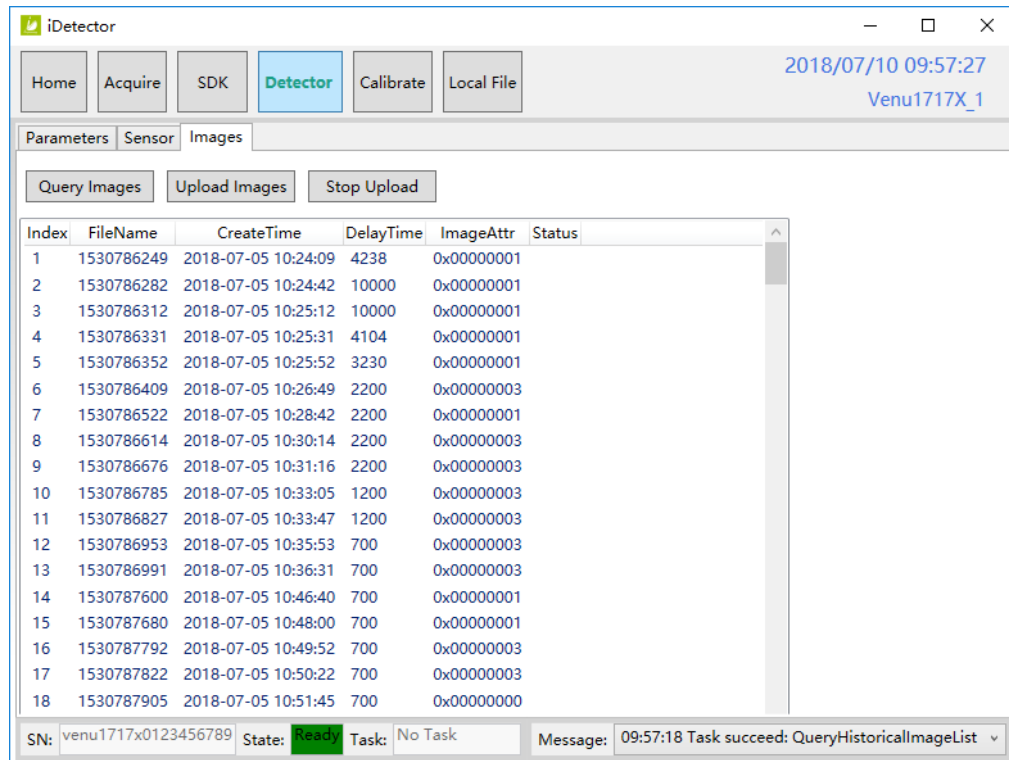 iDetector
Home Acquire SDK Detector Calibrate Local File
2018/07/10 09:57:27
Venu1717X_1
Parameters Sensor Images
Query Images Upload Images Stop Upload
Index FileName CreateTime DelayTime ImageAttr Status
1 1530786249 2018-07-05 10:24:09 4238 0x00000001
2 1530786282 2018-07-05 10:24:42 10000 0x00000001
3 1530786312 2018-07-05 10:25:12 10000 0x00000001
4 1530786331 2018-07-05 10:25:31 4104 0x00000001
5 1530786352 2018-07-05 10:25:52 3230 0x00000001
6 1530786409 2018-07-05 10:26:49 2200 0x00000003
7 1530786522 2018-07-05 10:28:42 2200 0x00000001
8 1530786614 2018-07-05 10:30:14 2200 0x00000003
9 1530786676 2018-07-05 10:31:16 2200 0x00000003
10 1530786785 2018-07-05 10:33:05 1200 0x00000003
11 1530786827 2018-07-05 10:33:47 1200 0x00000003
12 1530786953 2018-07-05 10:35:53 700 0x00000003
13 1530786991 2018-07-05 10:36:31 700 0x00000003
14 1530787600 2018-07-05 10:46:40 700 0x00000001
15 1530787680 2018-07-05 10:48:00 700 0x00000001
16 1530787792 2018-07-05 10:49:52 700 0x00000003
17 1530787822 2018-07-05 10:50:22 700 0x00000003
18 1530787905 2018-07-05 10:51:45 700 0x00000000
SN: venu1717x0123456789 State: Ready Task: No Task Message: 09:57:18 Task succeed: QueryHistoricalImageList